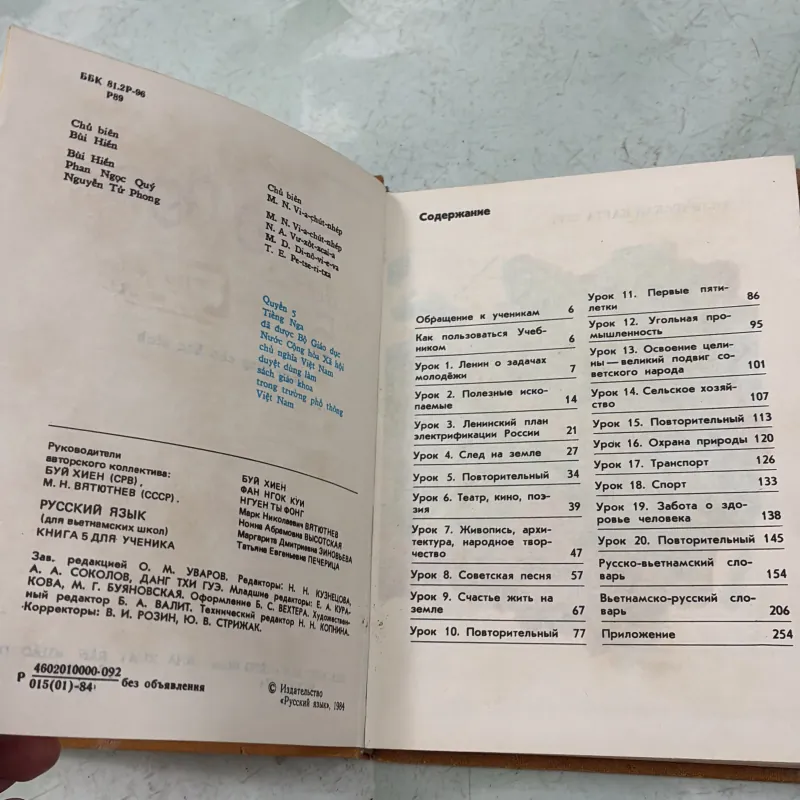 ББК 81.2Р-96
Р89
Chủ biên
Bùi Hiền
Bùi Hiền
Phan Ngọc Quý
Nguyễn Tử Phong
Chủ biên
M. N. Vi-a-chút-nhép
M. N. Vi-a-chút-nhép
N. A. Vư-xốt-xcai-a
M. D. Di-nô-vi-e-va
T. E. Pe-tse-ri-txa
Quyển 5
Tiếng Nga
đã được Bộ Giáo dục
Nước Cộng hòa Xã hội
chủ nghĩa Việt Nam
duyệt dùng làm
sách giáo khoa
trong trường phổ thông
Việt Nam
Руководители
авторского коллектива:
БУЙ ХИЕН (СРВ),
М. Н. ВЯТЮТНЕВ (СССР).
РУССКИЙ ЯЗЫК
(для вьетнамских школ)
КНИГА 5 ДЛЯ УЧЕНИКА
БУЙ ХИЕН
ФАН НГОК КУИ
НГУЕН ТЫ ФОНГ
Марк Николаевич ВЯТЮТНЕВ
Нонна Абрамовна ВЫСОТСКАЯ
Маргарита Дмитриевна ЗИНОВЬЕВА
Татьяна Евгеньевна ПЕЧЕРИЦА
Зав. редакцией О. М. УВАРОВ. Редакторы: Н. Н. КУЗНЕЦОВА,
А. А. СОКОЛОВ, ДАНГ ТХИ ГУЭ. Младшие редакторы: Е. А. КУРА-
КОВА, М. Г. БУЯНОВСКАЯ. Оформление Б. С. ВЕХТЕРА. Художествен-
ный редактор Б. А. ВАЛИТ. Технический редактор Н. Н. КОПНИНА.
Корректоры: В. И. РОЗИН, Ю. В. СТРИЖАК.
Р 4602010000-092
015(01)-84 без объявления
© Издательство
«Русский язык», 1984
Содержание
Обращение к ученикам 6
Как пользоваться Учеб-
ником 6
Урок 1. Ленин о задачах
молодёжи 7
Урок 2. Полезные иско-
паемые 14
Урок 3. Ленинский план
электрификации России 21
Урок 4. След на земле 27
Урок 5. Повторительный 34
Урок 6. Театр, кино, поэ-
зия 39
Урок 7. Живопись, архи-
тектура, народное твор-
чество 47
Урок 8. Советская песня 57
Урок 9. Счастье жить на
земле 67
Урок 10. Повторительный 77
Урок 11. Первые пяти-
летки 86
Урок 12. Угольная про-
мышленность 95
Урок 13. Освоение цели-
ны — великий подвиг со-
ветского народа 101
Урок 14. Сельское хозяй-
ство 107
Урок 15. Повторительный 113
Урок 16. Охрана природы 120
Урок 17. Транспорт 126
Урок 18. Спорт 133
Урок 19. Забота о здо-
ровье человека 138
Урок 20. Повторительный 145
Русско-вьетнамский сло-
варь 154
Вьетнамско-русский сло-
варь 206
Приложение 254